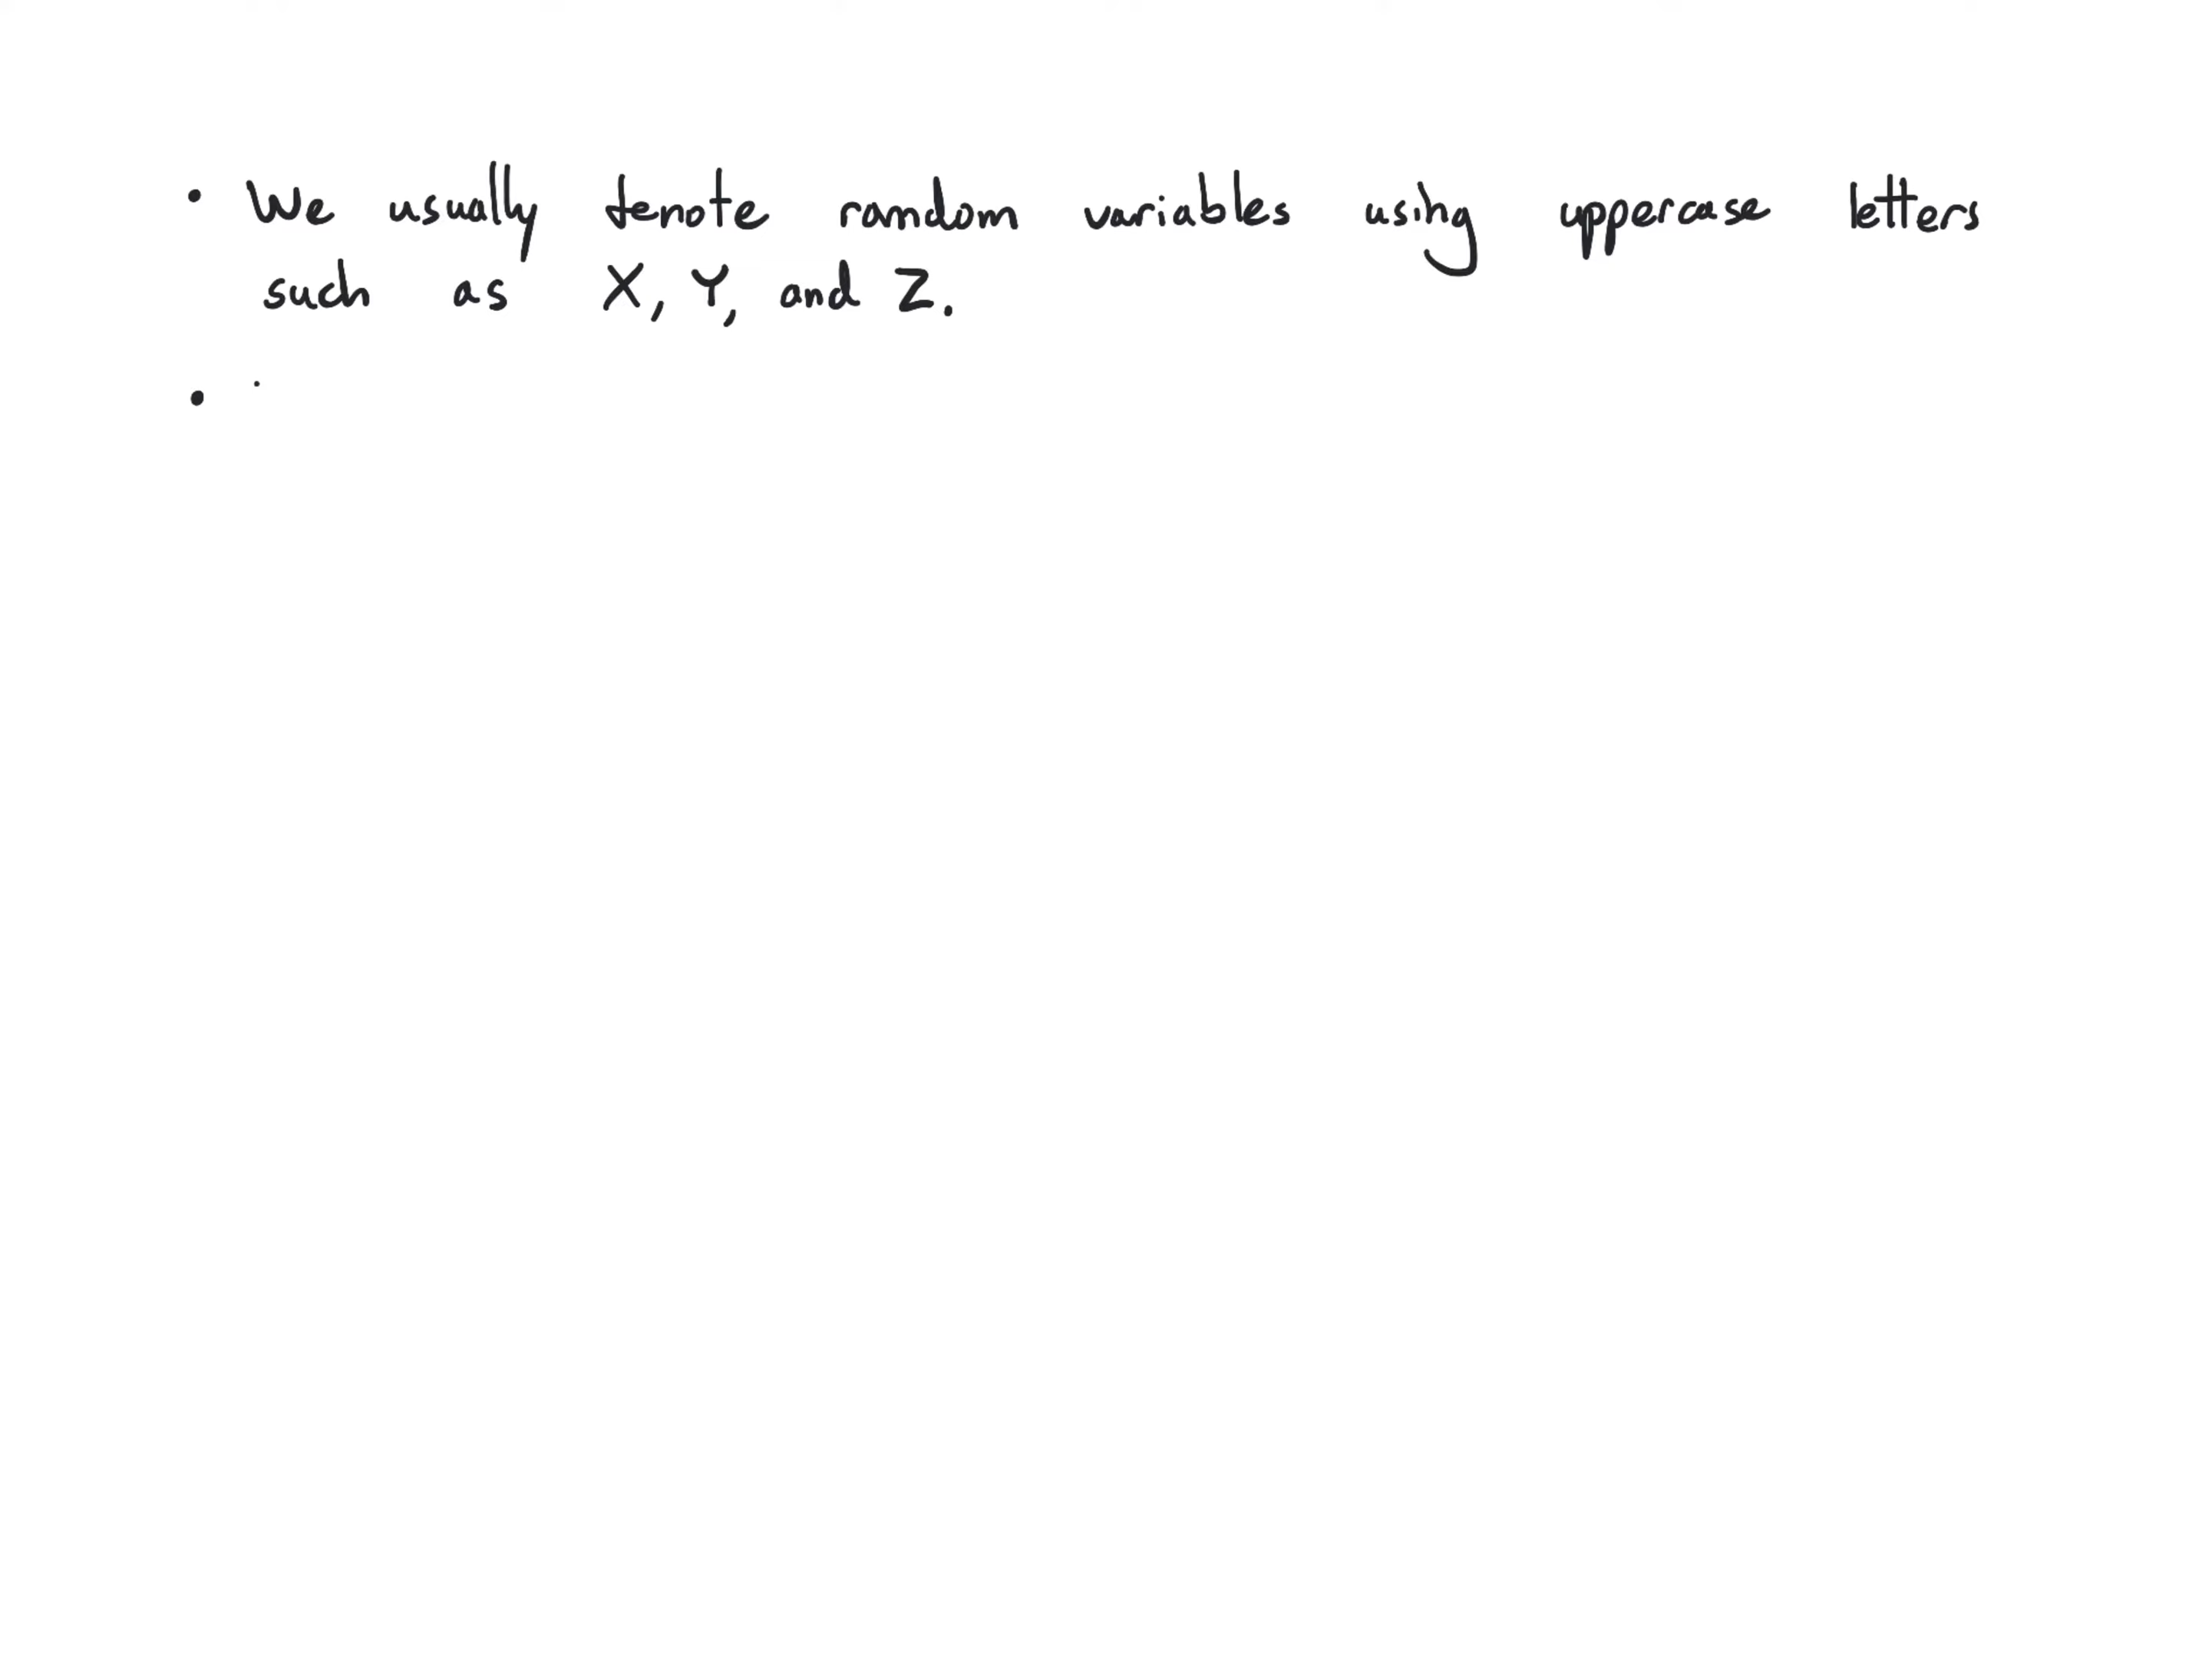 • We usually denote random variables using uppercase letters
such as X, Y, and Z.
•